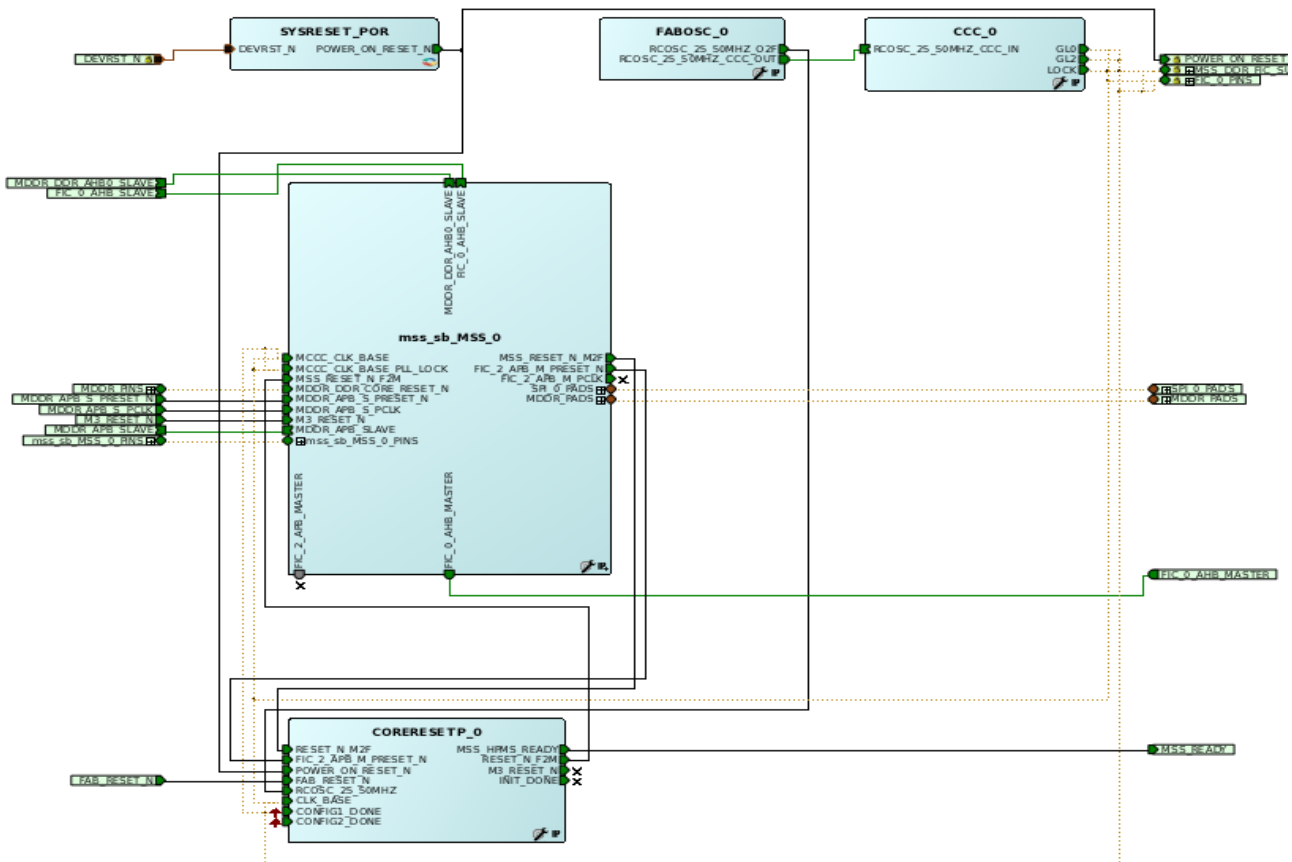 SYSRESET_POR
DEVRST_N POWER_ON_RESET_N
DEVRST_N
FABOSC_0
RCOSC_25_50MHZ_O2F
RCOSC_25_50MHZ_CCC_OUT
CCC_0
RCOSC_25_50MHZ_CCC_IN GL0
GL2
LOCK
POWER_ON_RESET
MSS_DDR_FIC_SU
FIC_0_PINS
MDDR_DDR_AHB0_SLAVE
FIC_0_AHB_SLAVE
MDDR_DDR_AHB0_SLAVE
FIC_0_AHB_SLAVE
mss_sb_MSS_0
MCCC_CLK_BASE MSS_RESET_N_M2F
MCCC_CLK_BASE_PLL_LOCK FIC_2_APB_M_PRESET_N
MSS_RESET_N_F2M FIC_2_APB_M_PCLK
MDDR_DDR_CORE_RESET_N SPI_0_PADS
MDDR_APB_S_PRESET_N MDDR_PADS
MDDR_APB_S_PCLK
M3_RESET_N
MDDR_APB_SLAVE
mss_sb_MSS_0_PINS
MDDR_PINS
MDDR_APB_S_PRESET_N
MDDR_APB_S_PCLK
M3_RESET_N
MDDR_APB_SLAVE
mss_sb_MSS_0_PINS
SPI_0_PADS
MDDR_PADS
FIC_2_APB_MASTER
FIC_0_AHB_MASTER
FIC_0_AHB_MASTER
CORERESETP_0
RESET_N_M2F MSS_HPMS_READY
FIC_2_APB_M_PRESET_N RESET_N_F2M
POWER_ON_RESET_N M3_RESET_N
FAB_RESET_N INIT_DONE
RCOSC_25_50MHZ
CLK_BASE
CONFIG1_DONE
CONFIG2_DONE
FAB_RESET_N
MSS_READY